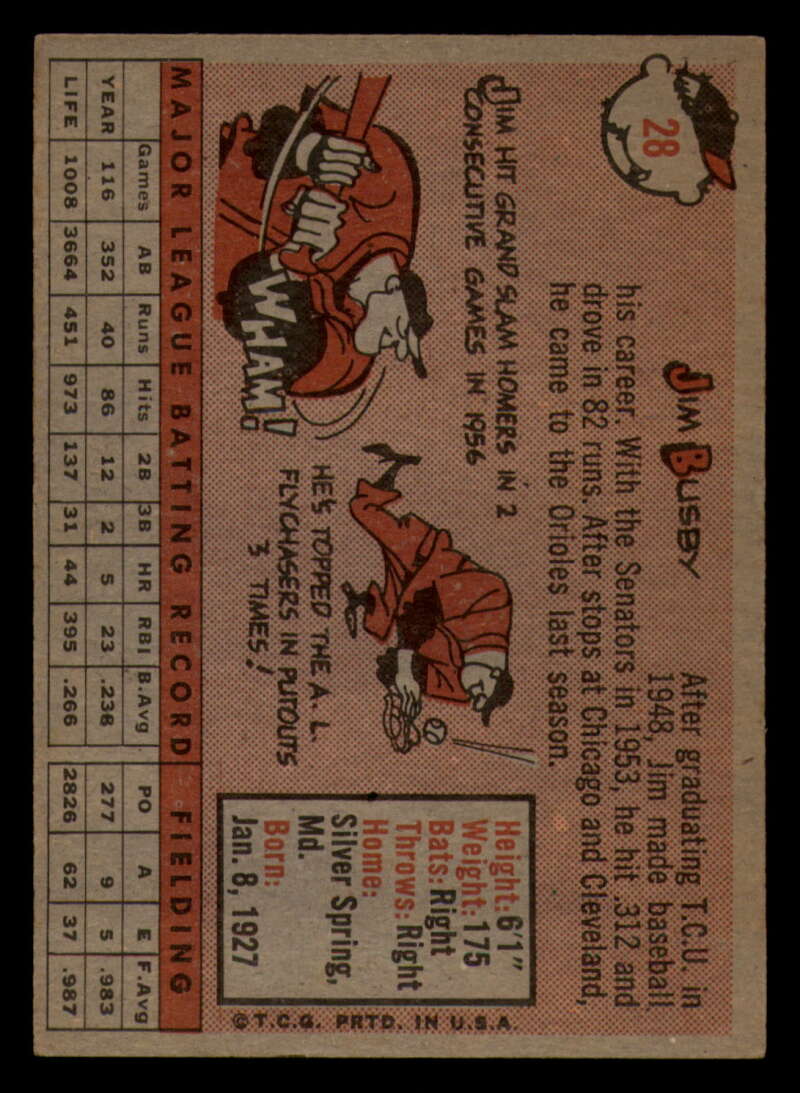 28
JIM BUSBY
After graduating T.C.U. in
1948, Jim made baseball
his career. With the Senators in 1953, he hit .312 and
drove in 82 runs. After stops at Chicago and Cleveland,
he came to the Orioles last season.
JIM HIT GRAND SLAM HOMERS IN 2
CONSECUTIVE GAMES IN 1956
WHAM!
HE'S TOPPED THE A.L.
FLYCHASERS IN PUTOUTS
3 TIMES!
Height: 6'1"
Weight: 175
Bats: Right
Throws: Right
Home:
Silver Spring,
Md.
Born:
Jan. 8, 1927
© T.C.G. PRTD. IN U.S.A.
MAJOR LEAGUE BATTING RECORD FIELDING
Games AB Runs Hits 2B 3B HR RBI B.Avg PO A E F.Avg
YEAR 116 352 40 86 12 2 5 23 .238 277 9 5 .983
LIFE 1008 3664 451 973 137 31 44 395 .266 2826 62 37 .987